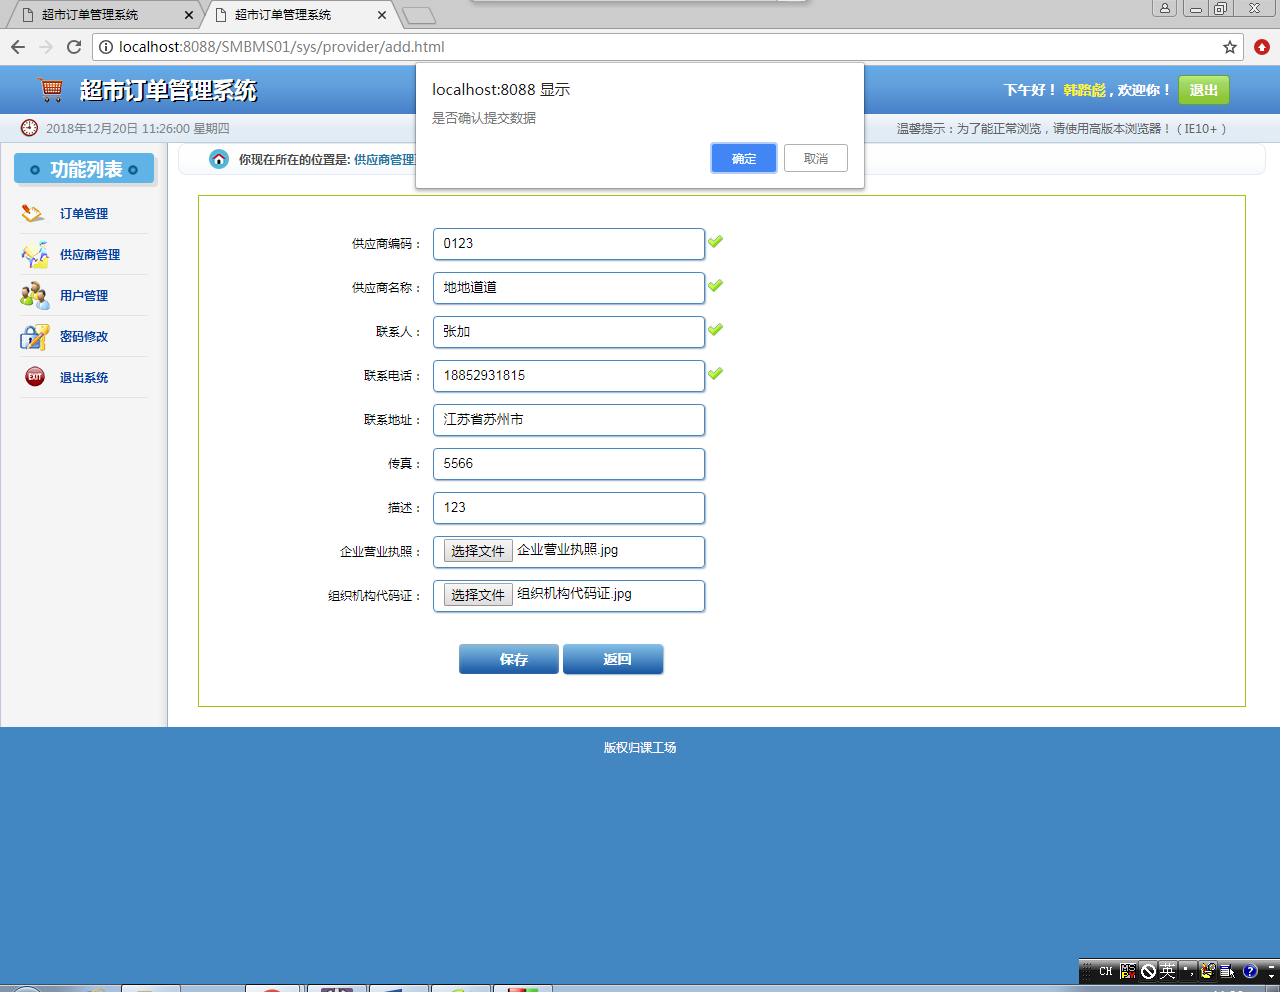 超市订单管理系统
超市订单管理系统
localhost:8088/SMBMS01/sys/provider/add.html
超市订单管理系统
下午好！ 韩路彪 , 欢迎你！
退出
localhost:8088 显示
是否确认提交数据
确定
取消
2018年12月20日 11:26:00 星期四
温馨提示：为了能正常浏览，请使用高版本浏览器！（IE10+）
功能列表
订单管理
供应商管理
用户管理
密码修改
退出系统
EXIT
你现在所在的位置是: 供应商管理
供应商编码： 0123
供应商名称： 地地道道
联系人： 张加
联系电话： 18852931815
联系地址： 江苏省苏州市
传真： 5566
描述： 123
企业营业执照： 选择文件 企业营业执照.jpg
组织机构代码证： 选择文件 组织机构代码证.jpg
保存
返回
版权归课工场
CH
英